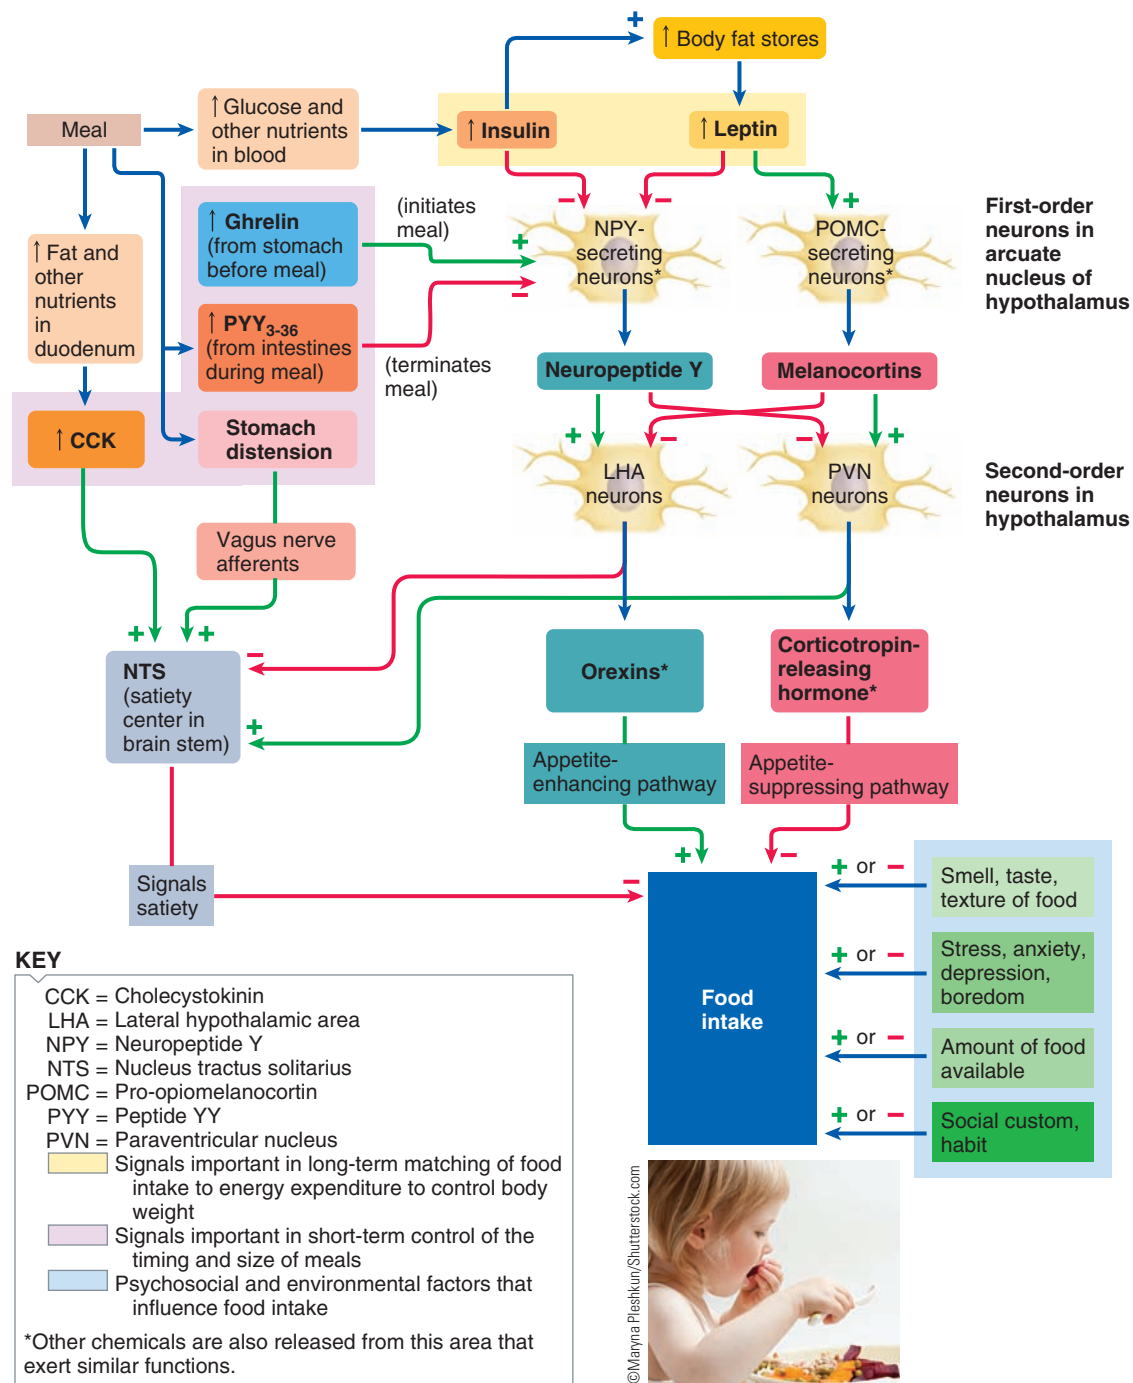 +
↑ Body fat stores
Meal
↑ Glucose and
other nutrients
in blood
↑ Insulin
↑ Leptin
− −
+
↑ Ghrelin
(from stomach
before meal)
(initiates
meal)
+
−
NPY-
secreting
neurons*
POMC-
secreting
neurons*
First-order
neurons in
arcuate
nucleus of
hypothalamus
↑ Fat and
other
nutrients
in
duodenum
↑ PYY3-36
(from intestines
during meal)
(terminates
meal)
Neuropeptide Y
Melanocortins
↑ CCK
Stomach
distension
+ −
− +
LHA
neurons
PVN
neurons
Second-order
neurons in
hypothalamus
Vagus nerve
afferents
+ +
−
+
NTS
(satiety
center in
brain stem)
Orexins*
Corticotropin-
releasing
hormone*
Appetite-
enhancing pathway
Appetite-
suppressing pathway
+ −
Signals
satiety
−
Food
intake
+ or −
Smell, taste,
texture of food
+ or −
Stress, anxiety,
depression,
boredom
+ or −
Amount of food
available
+ or −
Social custom,
habit
KEY
CCK = Cholecystokinin
LHA = Lateral hypothalamic area
NPY = Neuropeptide Y
NTS = Nucleus tractus solitarius
POMC = Pro-opiomelanocortin
PYY = Peptide YY
PVN = Paraventricular nucleus
Signals important in long-term matching of food
intake to energy expenditure to control body
weight
Signals important in short-term control of the
timing and size of meals
Psychosocial and environmental factors that
influence food intake
*Other chemicals are also released from this area that
exert similar functions.
©Maryna Pleshkun/Shutterstock.com